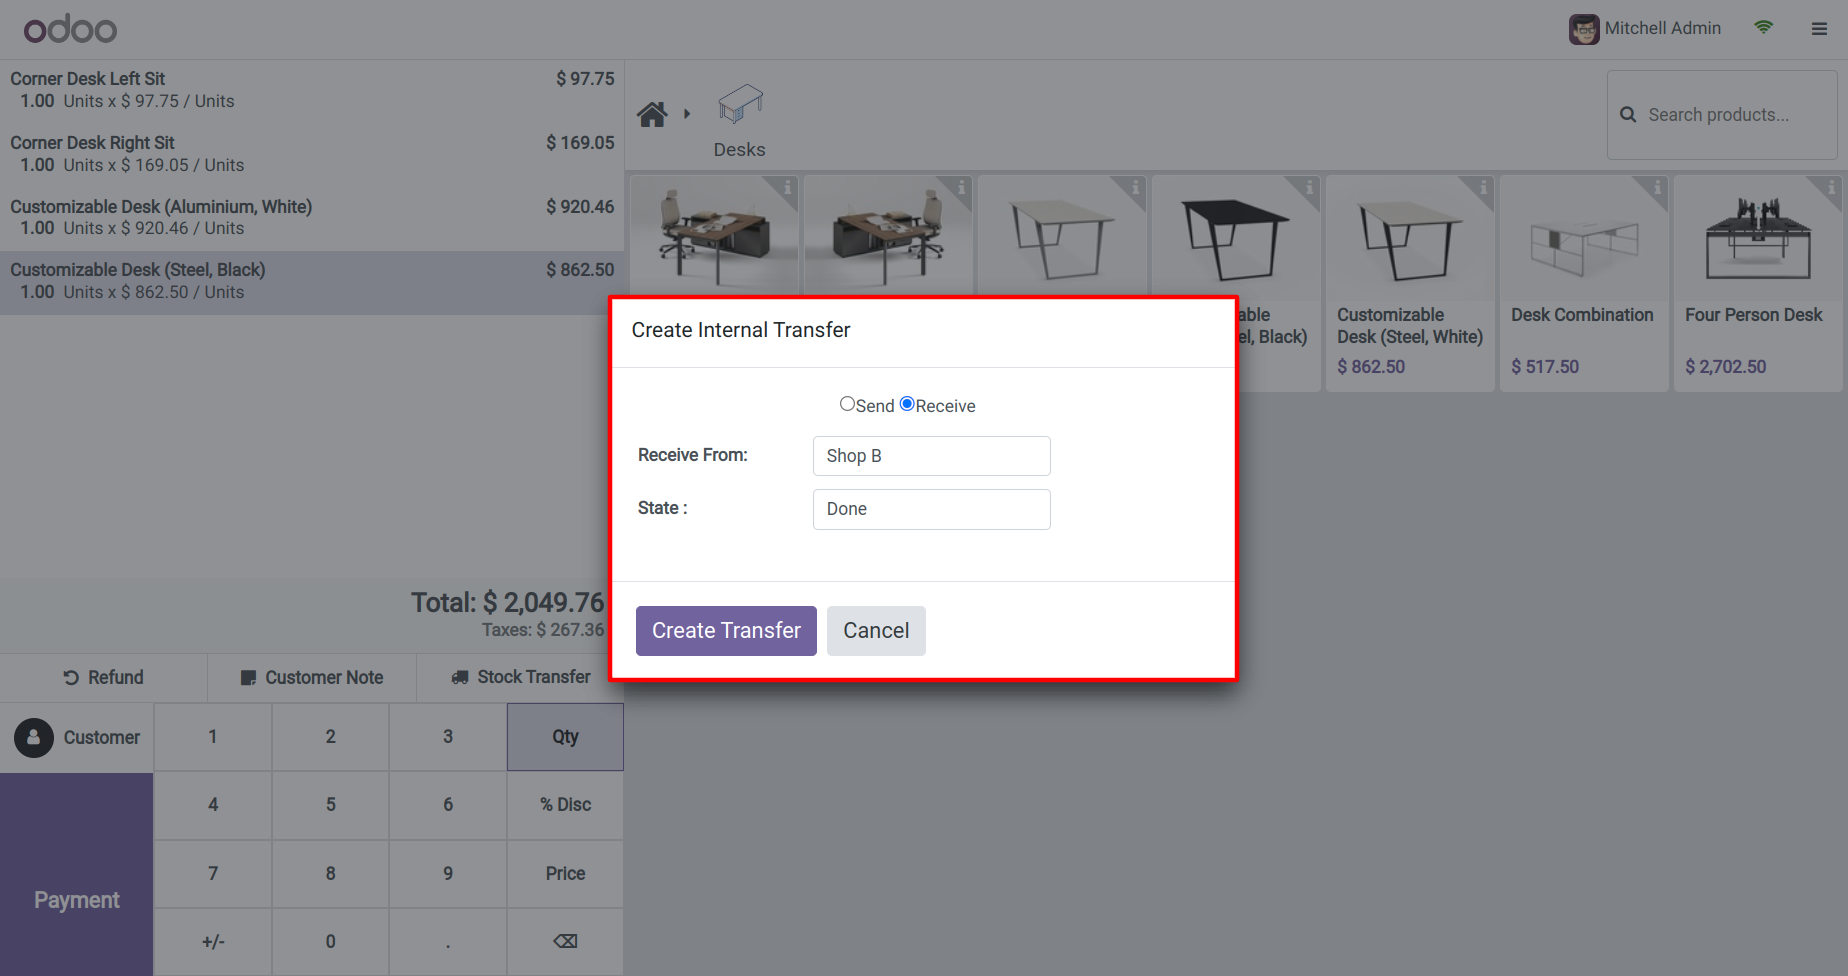 odoo
Mitchell Admin
Corner Desk Left Sit $ 97.75
1.00 Units x $ 97.75 / Units
Corner Desk Right Sit $ 169.05
1.00 Units x $ 169.05 / Units
Customizable Desk (Aluminium, White) $ 920.46
1.00 Units x $ 920.46 / Units
Customizable Desk (Steel, Black) $ 862.50
1.00 Units x $ 862.50 / Units
Total: $ 2,049.76
Taxes: $ 267.36
Refund
Customer Note
Stock Transfer
Customer
Payment
1 2 3 Qty
4 5 6 % Disc
7 8 9 Price
+/- 0 .
Desks
Search products...
able
el, Black)
Customizable
Desk (Steel, White)
$ 862.50
Desk Combination
$ 517.50
Four Person Desk
$ 2,702.50
Create Internal Transfer
Send Receive
Receive From: Shop B
State : Done
Create Transfer Cancel